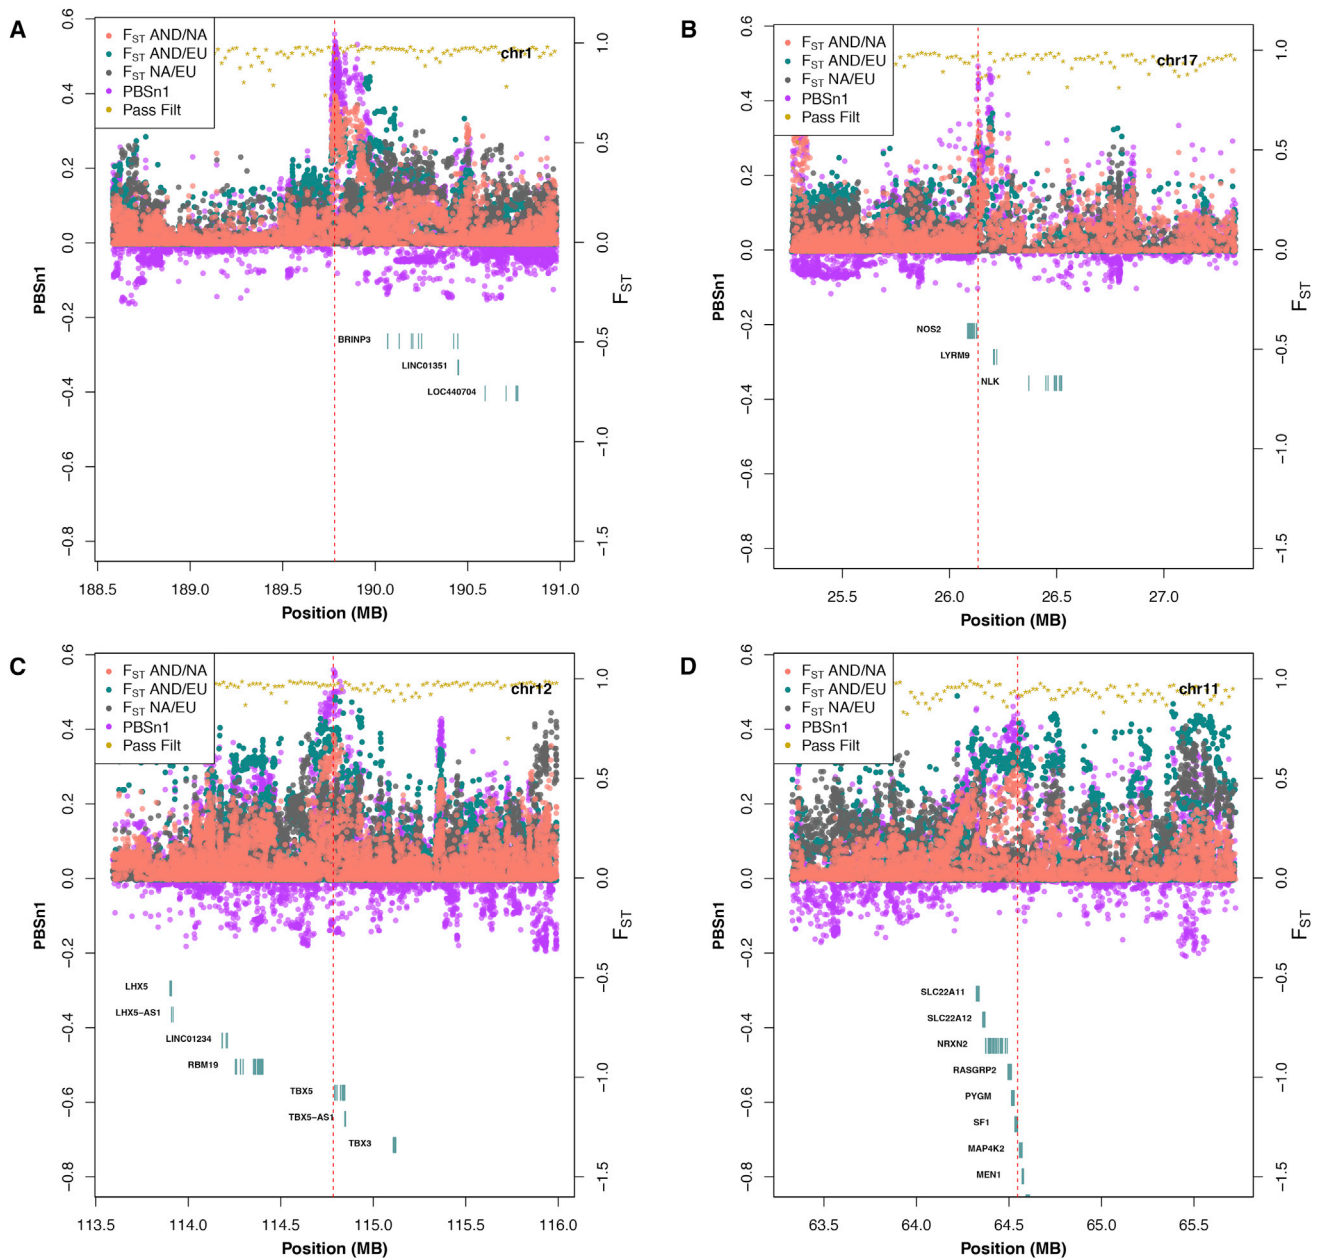 A
F_ST AND/NA
F_ST AND/EU
F_ST NA/EU
PBSn1
Pass Filt
chr1
0.6
0.4
0.2
0.0
−0.2
−0.4
−0.6
−0.8
PBSn1
1.0
0.5
0.0
−0.5
−1.0
−1.5
F_ST
BRINP3
LINC01351
LOC440704
188.5 189.0 189.5 190.0 190.5 191.0
Position (MB)
B
F_ST AND/NA
F_ST AND/EU
F_ST NA/EU
PBSn1
Pass Filt
chr17
0.6
0.4
0.2
0.0
−0.2
−0.4
−0.6
−0.8
PBSn1
1.0
0.5
0.0
−0.5
−1.0
−1.5
F_ST
NOS2
LYRM9
NLK
25.5 26.0 26.5 27.0
Position (MB)
C
F_ST AND/NA
F_ST AND/EU
F_ST NA/EU
PBSn1
Pass Filt
chr12
0.6
0.4
0.2
0.0
−0.2
−0.4
−0.6
−0.8
PBSn1
1.0
0.5
0.0
−0.5
−1.0
−1.5
F_ST
LHX5
LHX5−AS1
LINC01234
RBM19
TBX5
TBX5−AS1
TBX3
113.5 114.0 114.5 115.0 115.5 116.0
Position (MB)
D
F_ST AND/NA
F_ST AND/EU
F_ST NA/EU
PBSn1
Pass Filt
chr11
0.6
0.4
0.2
0.0
−0.2
−0.4
−0.6
−0.8
PBSn1
1.0
0.5
0.0
−0.5
−1.0
−1.5
F_ST
SLC22A11
SLC22A12
NRXN2
RASGRP2
PYGM
SF1
MAP4K2
MEN1
63.5 64.0 64.5 65.0 65.5
Position (MB)